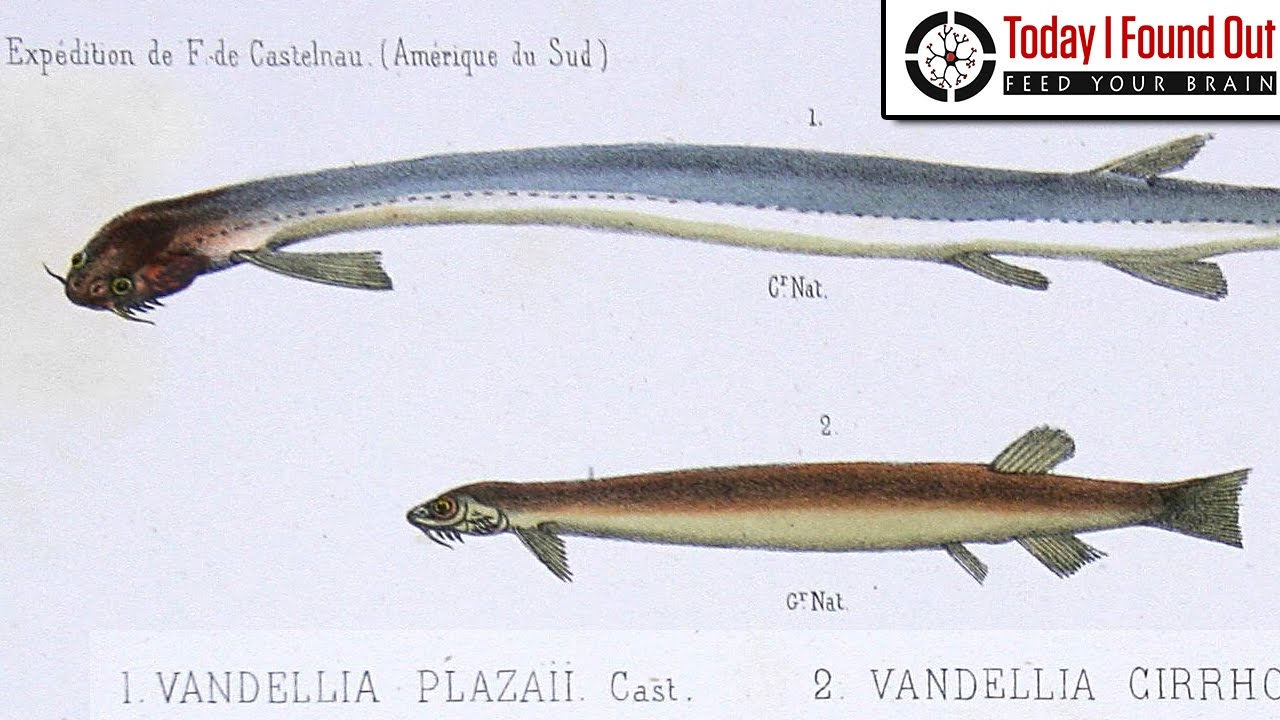 Expédition de F. de Castelnau. (Amérique du Sud)
Today I Found Out
FEED YOUR BRAIN
1.
Cr. Nat.
2.
Gr. Nat.
1. VANDELLIA PLAZAII. Cast.
2. VANDELLIA CIRRHO